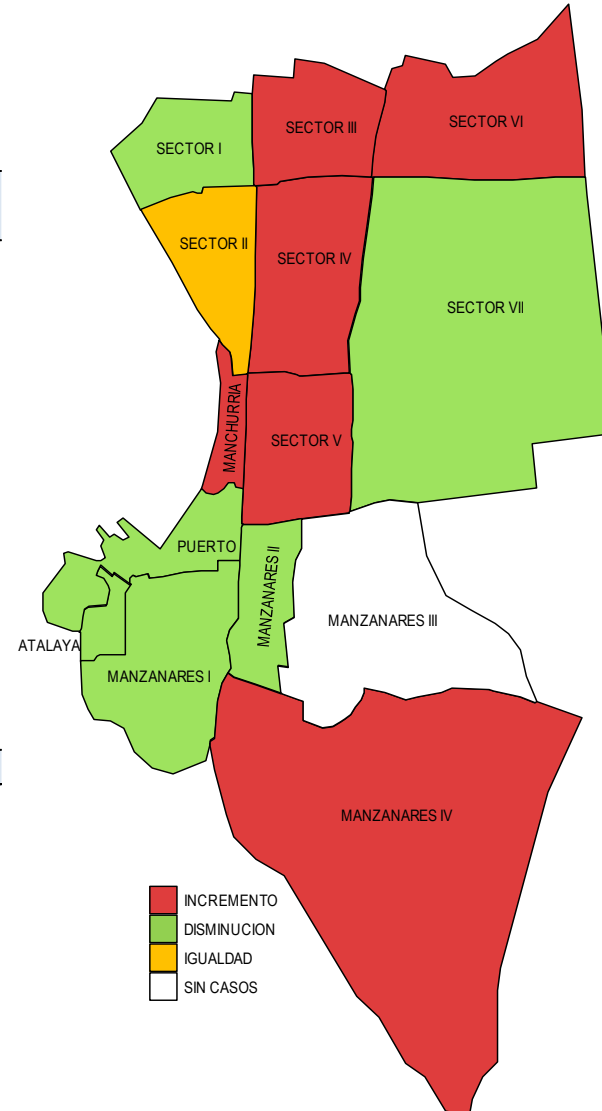 SECTOR VI
SECTOR III
SECTOR I
SECTOR II
SECTOR IV
SECTOR VII
MANCHURRIA
SECTOR V
PUERTO
MANZANARES II
MANZANARES III
ATALAYA
MANZANARES I
MANZANARES IV
INCREMENTO
DISMINUCION
IGUALDAD
SIN CASOS